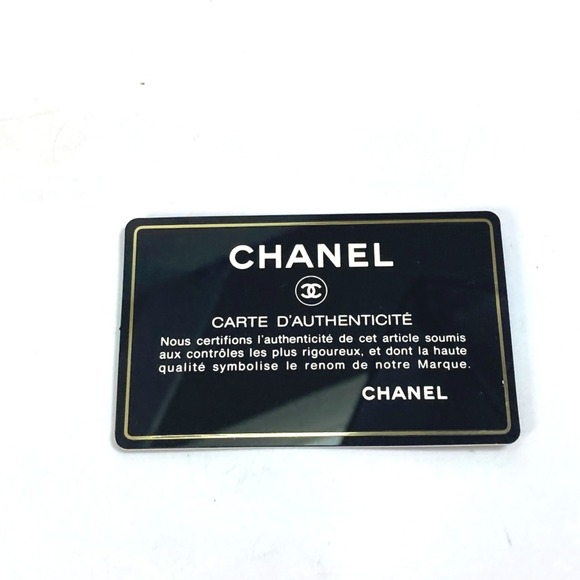 CHANEL
CARTE D'AUTHENTICITÉ
Nous certifions l'authenticité de cet article soumis
aux contrôles les plus rigoureux, et dont la haute
qualité symbolise le renom de notre Marque.
CHANEL